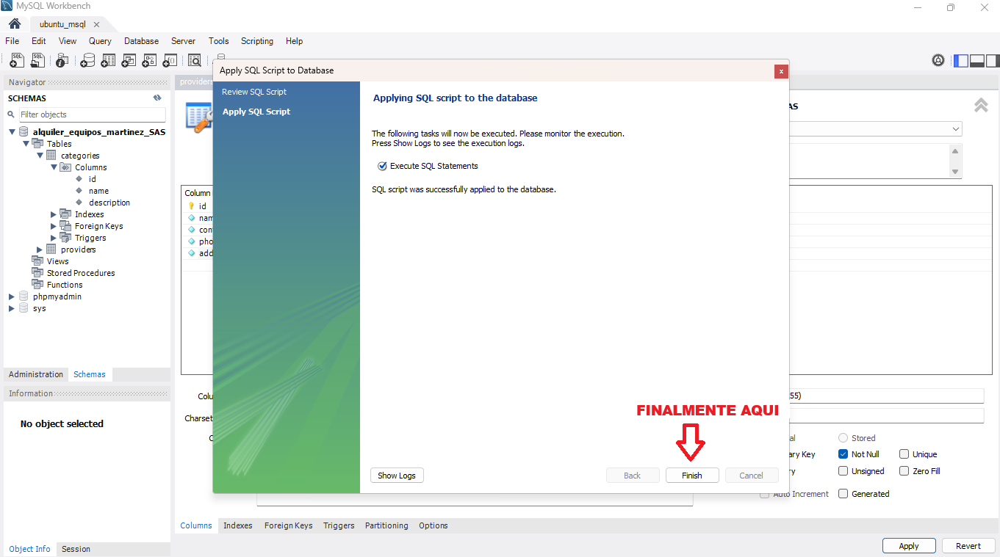 MySQL Workbench
ubuntu_msql
File Edit View Query Database Server Tools Scripting Help
Navigator
SCHEMAS
Filter objects
alquiler_equipos_martinez_SAS
Tables
categories
Columns
id
name
description
Indexes
Foreign Keys
Triggers
providers
Views
Stored Procedures
Functions
phpmyadmin
sys
Administration Schemas
Information
No object selected
Object Info Session
providers
Column
id
nam
con
pho
add
Apply SQL Script to Database
Review SQL Script
Apply SQL Script
Applying SQL script to the database
The following tasks will now be executed. Please monitor the execution.
Press Show Logs to see the execution logs.
Execute SQL Statements
SQL script was successfully applied to the database.
FINALMENTE AQUI
Show Logs Back Finish Cancel
AS
Colu
55)
Charset
C
al Stored
ary Key Not Null Unique
ry Unsigned Zero Fill
Auto Increment Generated
Columns Indexes Foreign Keys Triggers Partitioning Options
Apply Revert